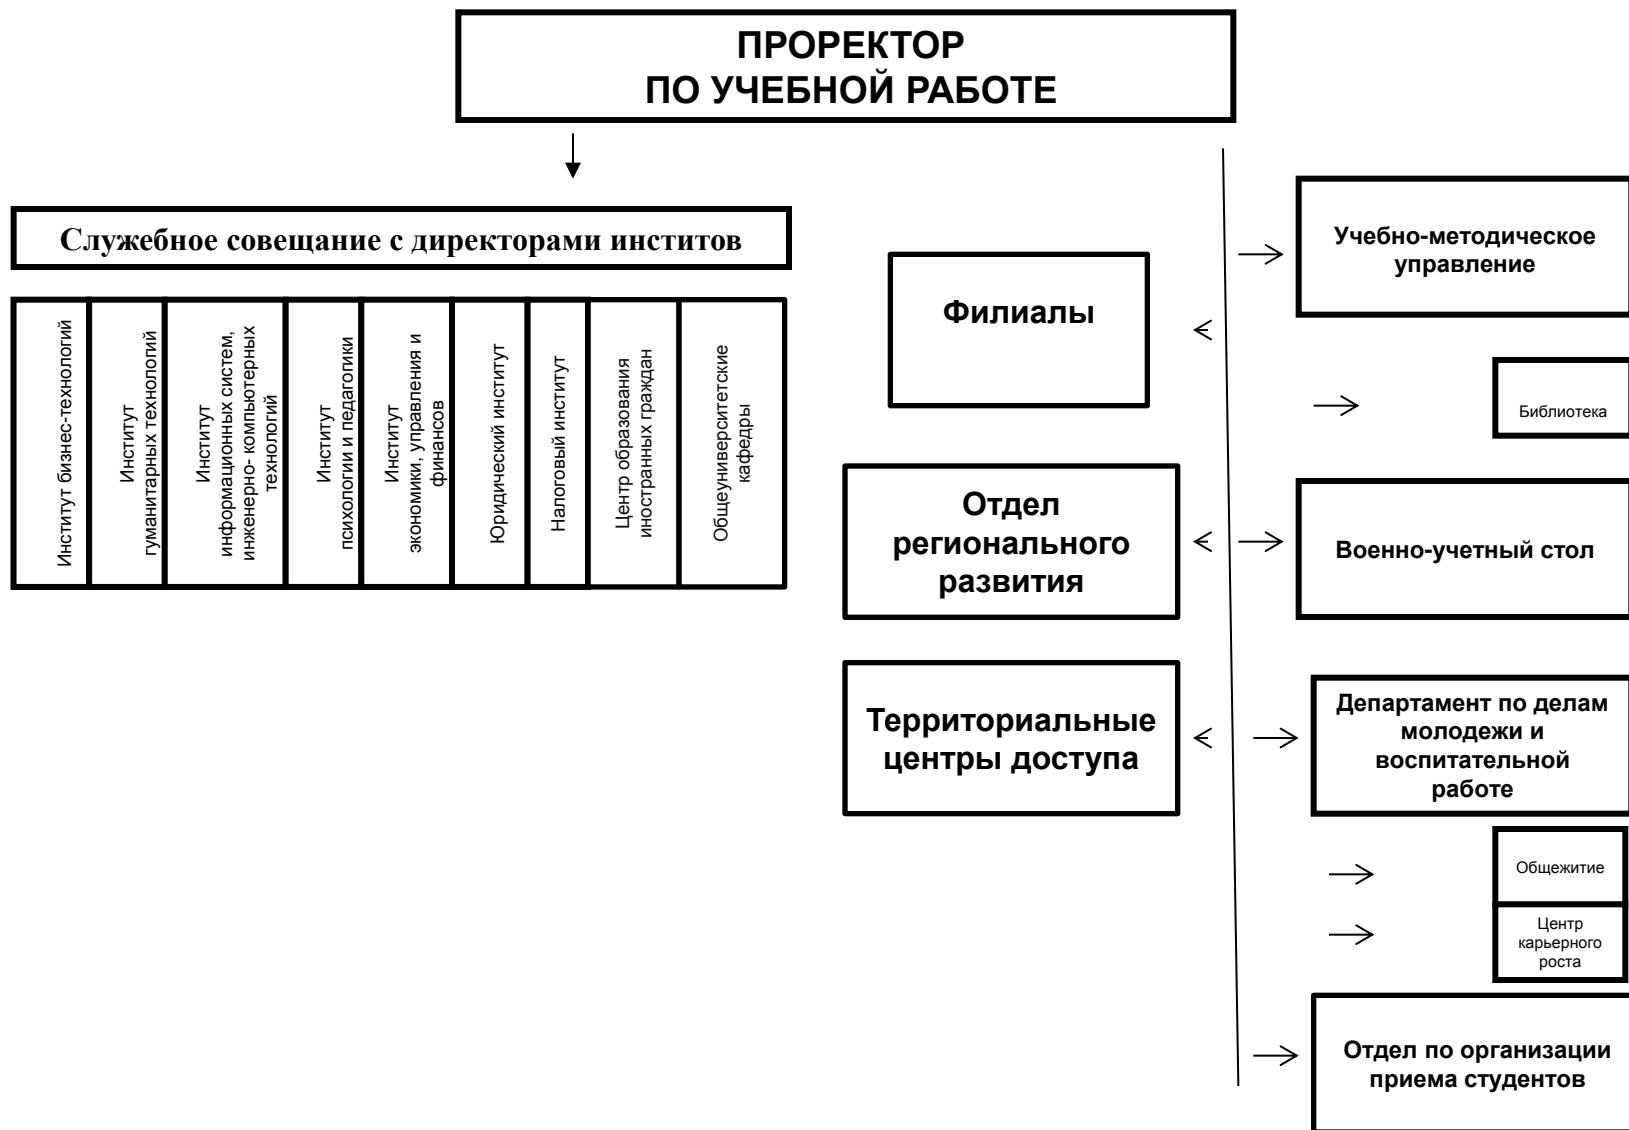 ПРОРЕКТОР
ПО УЧЕБНОЙ РАБОТЕ
Служебное совещание с директорами институв
Институт бизнес-технологий
Институт
гуманитарных технологий
Институт
информационных систем,
инженерно- компьютерных
технологий
Институт
психологии и педагопики
Институт
экономики, управления и
финансов
Юридический институт
Налоговый институт
Центр образования
иностранных граждан
Общеуниверситетские
кафедры
Филиалы
Отдел
регионального
развития
Территориальные
центры доступа
Учебно-методическое
управление
Библиотека
Военно-учетный стол
Департамент по делам
молодежи и
воспитательной
работе
Общежитие
Центр
карьерного
роста
Отдел по организации
приема студентов